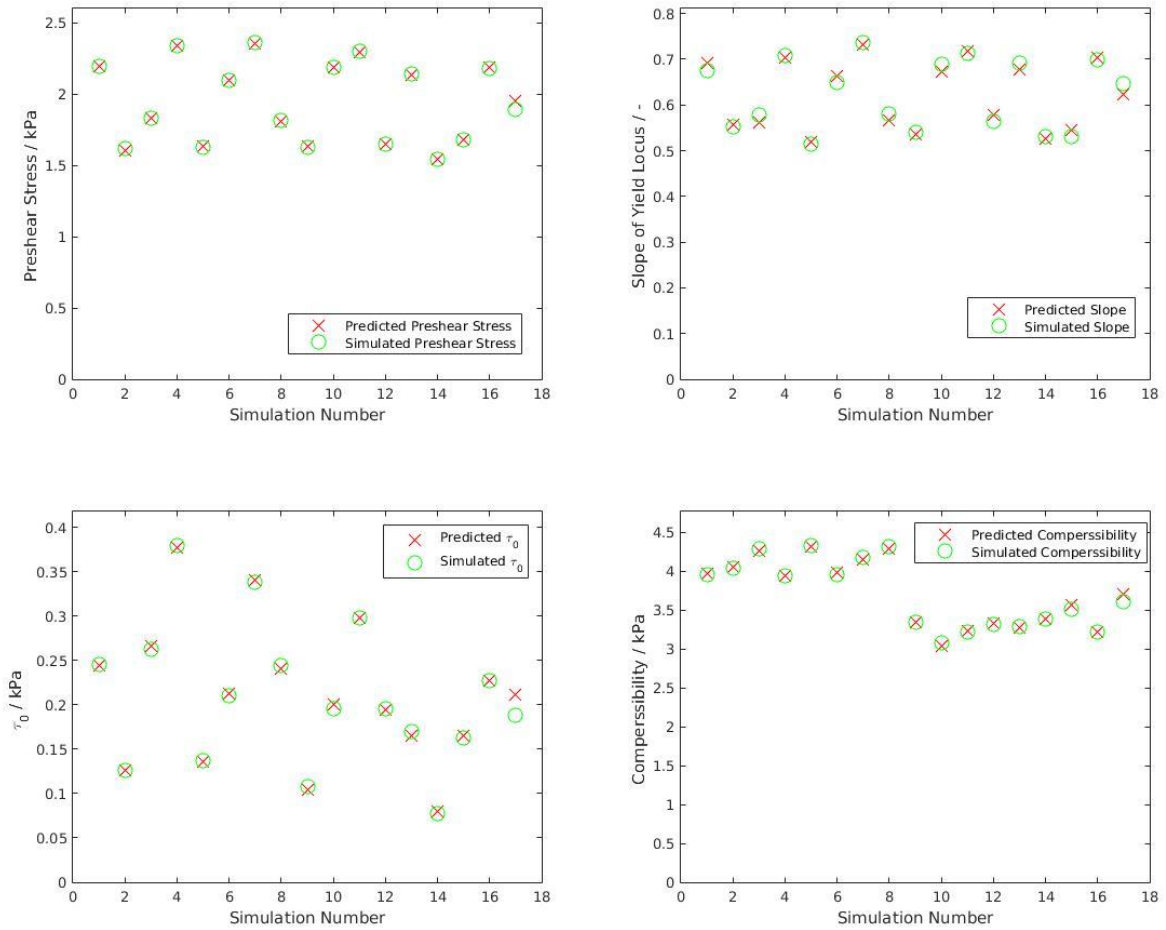 2.5
2
1.5
1
0.5
0
Preshear Stress / kPa
Predicted Preshear Stress
Simulated Preshear Stress
0 2 4 6 8 10 12 14 16 18
Simulation Number
0.8
0.7
0.6
0.5
0.4
0.3
0.2
0.1
0
Slope of Yield Locus / -
Predicted Slope
Simulated Slope
0 2 4 6 8 10 12 14 16 18
Simulation Number
0.4
0.35
0.3
0.25
0.2
0.15
0.1
0.05
0
τ0 / kPa
Predicted τ0
Simulated τ0
0 2 4 6 8 10 12 14 16 18
Simulation Number
4.5
4
3.5
3
2.5
2
1.5
1
0.5
0
Comperssibility / kPa
Predicted Comperssibility
Simulated Comperssibility
0 2 4 6 8 10 12 14 16 18
Simulation Number